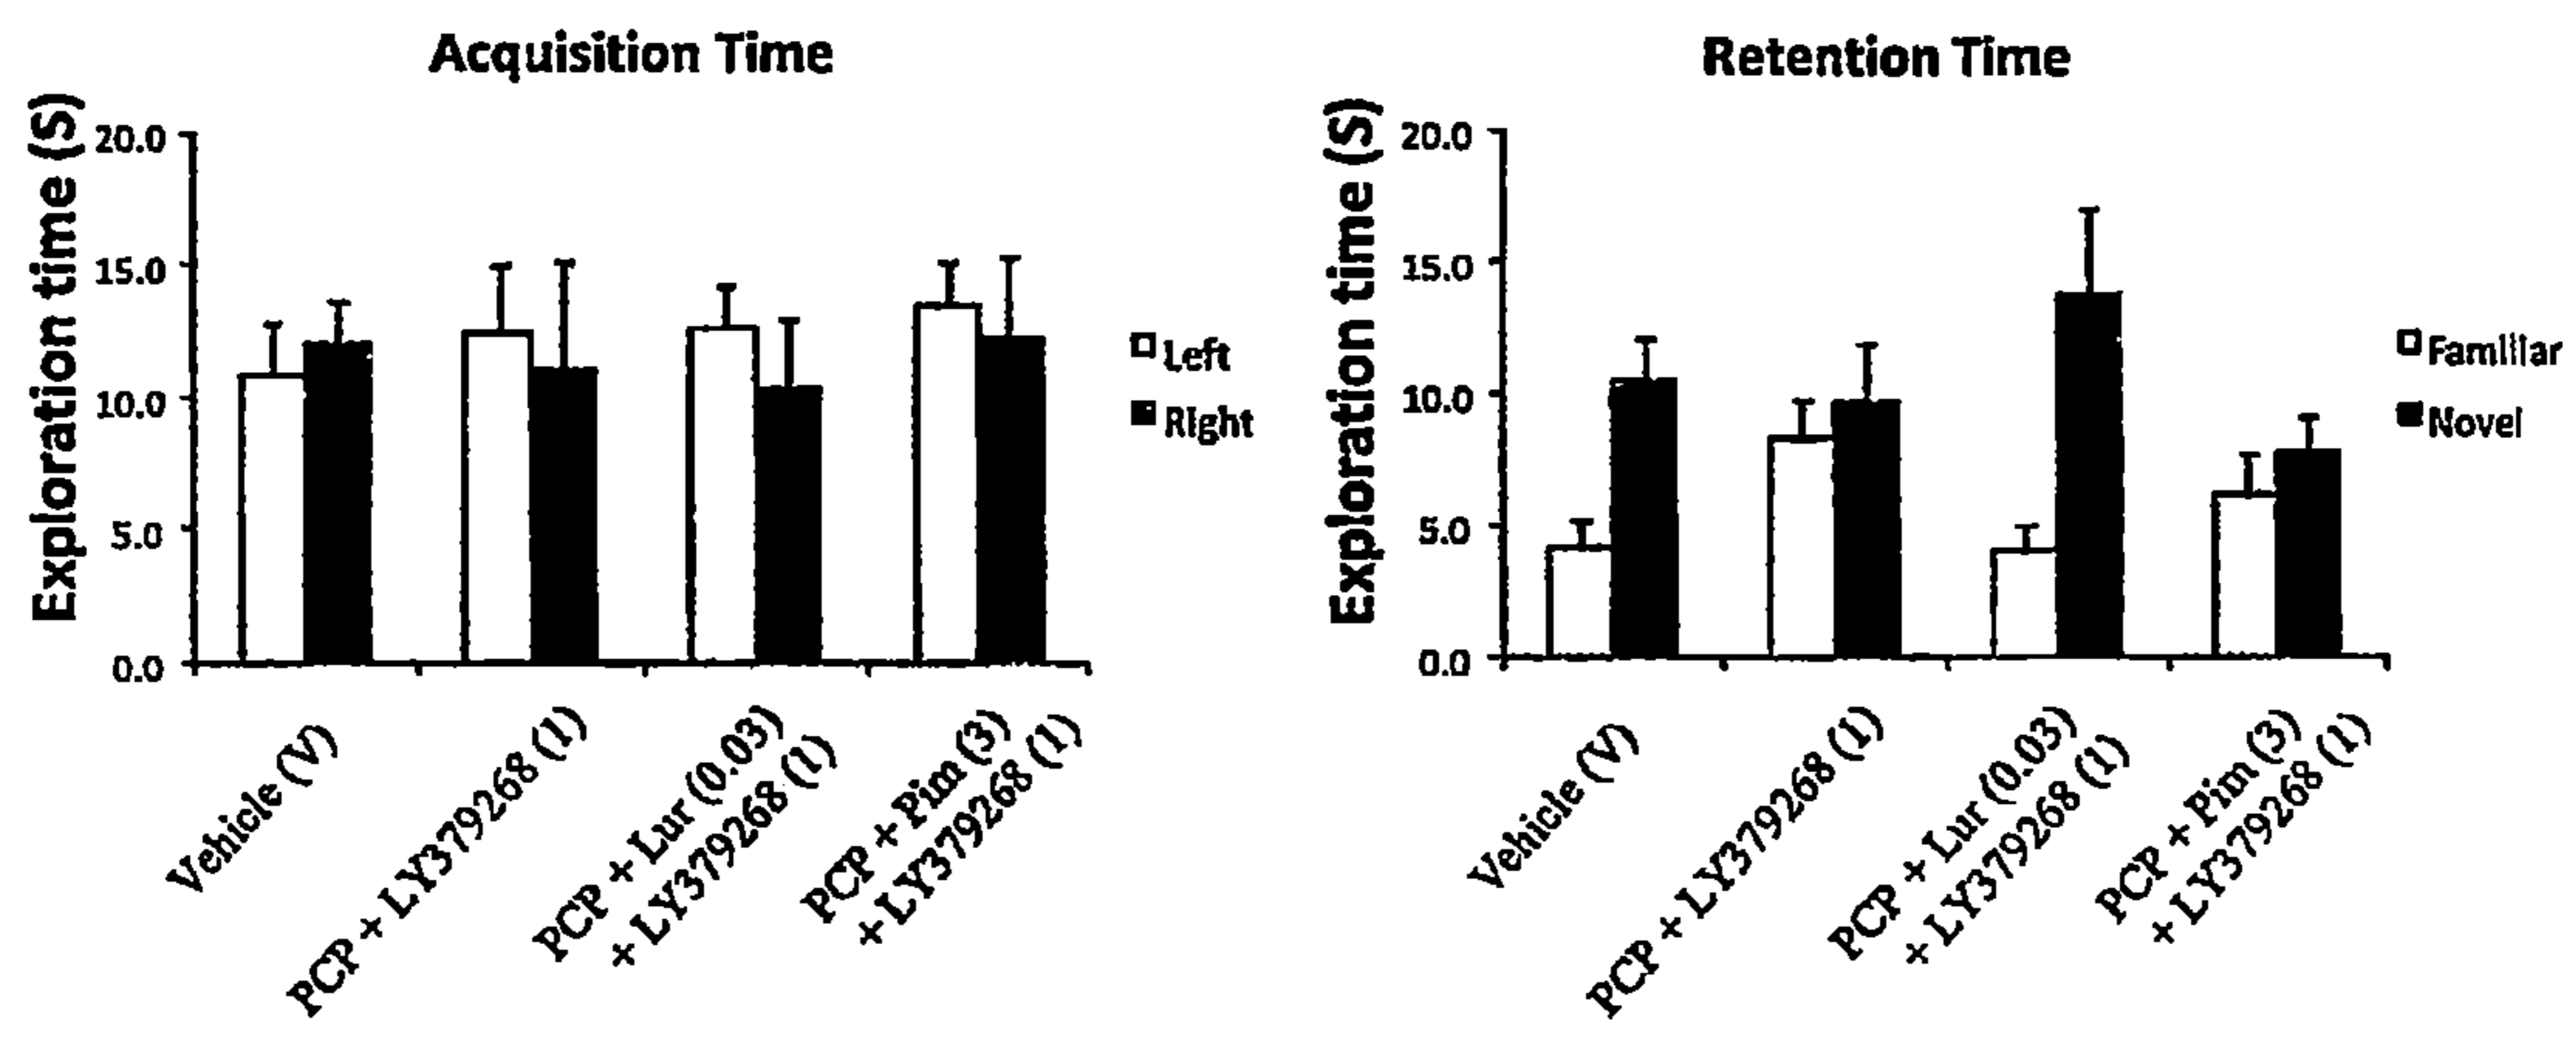 Acquisition Time
Exploration time (S)
20.0
15.0
10.0
5.0
0.0
Left
Right
Vehicle (V)
PCP + LY379268 (1)
PCP + Lur (0.03)
+ LY379268 (1)
PCP + Pim (3)
+ LY379268 (1)
Retention Time
Exploration time (S)
20.0
15.0
10.0
5.0
0.0
Familiar
Novel
Vehicle (V)
PCP + LY379268 (1)
PCP + Lur (0.03)
+ LY379268 (1)
PCP + Pim (3)
+ LY379268 (1)